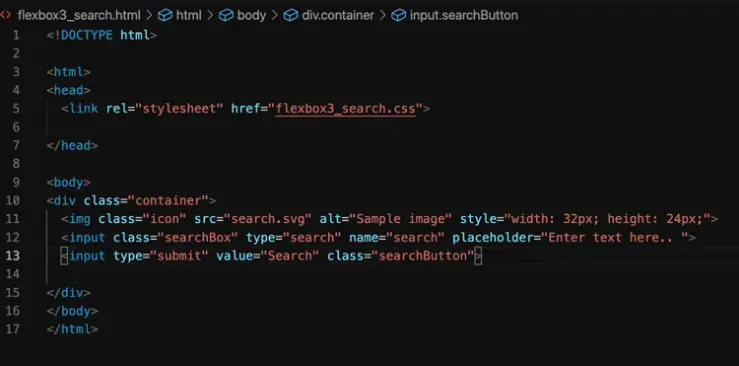 <> flexbox3_search.html > html > body > div.container > input.searchButton
1 <!DOCTYPE html>
2
3 <html>
4 <head>
5 <link rel="stylesheet" href="flexbox3_search.css">
6
7 </head>
8
9 <body>
10 <div class="container">
11 <img class="icon" src="search.svg" alt="Sample image" style="width: 32px; height: 24px;">
12 <input class="searchBox" type="search" name="search" placeholder="Enter text here.. ">
13 <input type="submit" value="Search" class="searchButton">
14
15 </div>
16 </body>
17 </html>